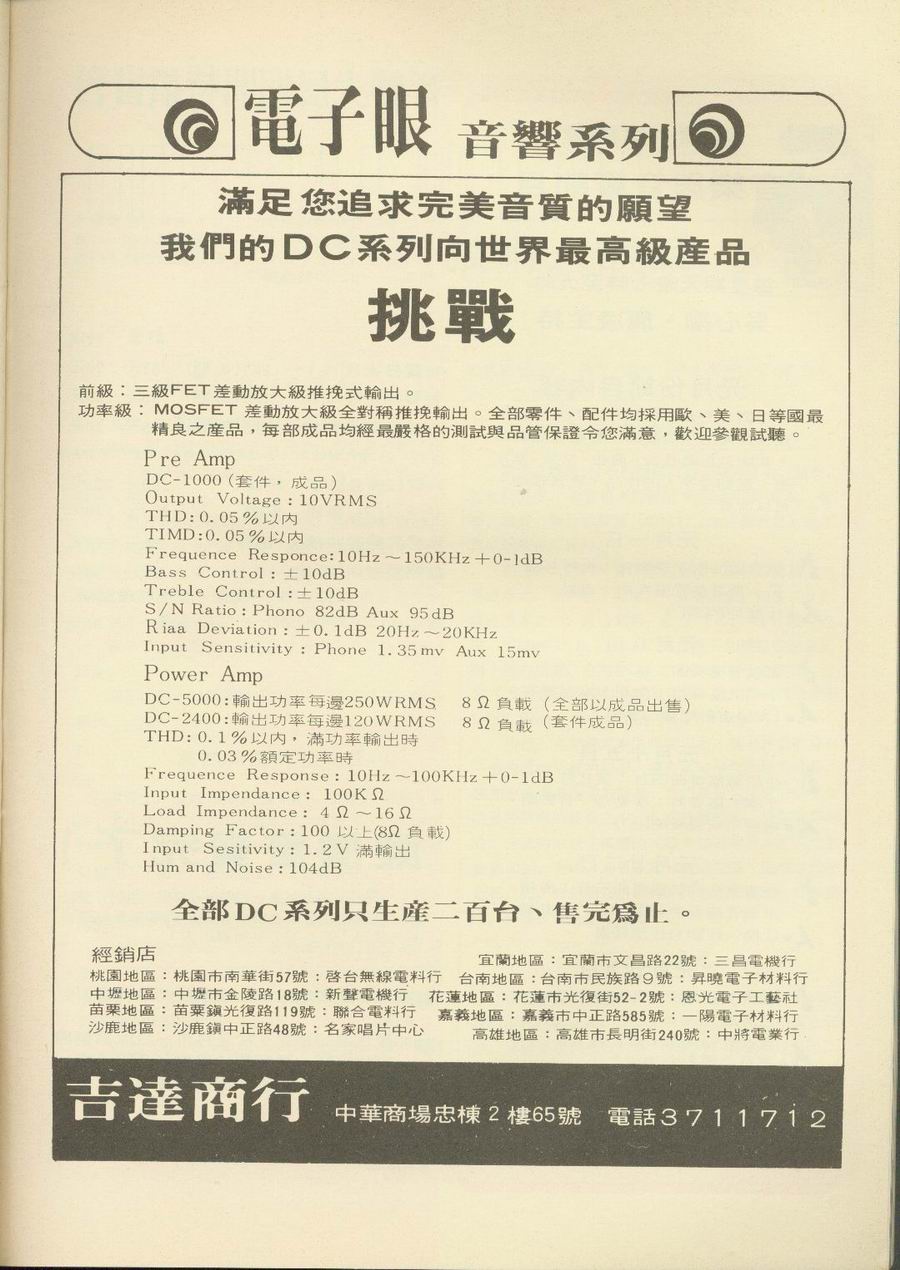 電子眼 音響系列
滿足您追求完美音質的願望
我們的DC系列向世界最高級産品
挑戰
前級：三級FET差動放大級推挽式輸出。
功率級：MOSFET 差動放大級全對稱推挽輸出。全部零件、配件均採用歐、美、日等國最
精良之産品，每部成品均經最嚴格的測試與品管保證令您滿意，歡迎參觀試聽。
Pre Amp
DC-1000（套件，成品）
Output Voltage：10VRMS
THD：0.05％以內
TIMD：0.05％以內
Frequence Responce：10Hz～150KHz＋0-1dB
Bass Control：±10dB
Treble Control：±10dB
S/N Ratio：Phono 82dB Aux 95dB
Riaa Deviation：±0.1dB 20Hz～20KHz
Input Sensitivity：Phone 1.35mv Aux 15mv
Power Amp
DC-5000：輸出功率每邊250WRMS 8Ω負載（全部以成品出售）
DC-2400：輸出功率每邊120WRMS 8Ω負載（套件成品）
THD：0.1％以內，滿功率輸出時
0.03％額定功率時
Frequence Response：10Hz～100KHz＋0-1dB
Input Impendance：100KΩ
Load Impendance：4Ω～16Ω
Damping Factor：100 以上(8Ω負載)
Input Sesitivity：1.2V 滿輸出
Hum and Noise：104dB
全部DC系列只生産二百台、售完爲止。
經銷店
桃園地區：桃園市南華街57號：啓台無線電料行
中壢地區：中壢市金陵路18號：新聲電機行
苗栗地區：苗粟鎭光復路119號：聯合電料行
沙鹿地區：沙鹿鎭中正路48號：名家唱片中心
宜蘭地區：宜蘭市文昌路22號：三昌電機行
台南地區：台南市民族路9號：昇曉電子材料行
花蓮地區：花蓮市光復街52-2號：恩光電子工藝社
嘉義地區：嘉義市中正路585號：一陽電子材料行
高雄地區：高雄市長明街240號：中將電業行
吉達商行 中華商場忠棟2樓65號 電話3711712